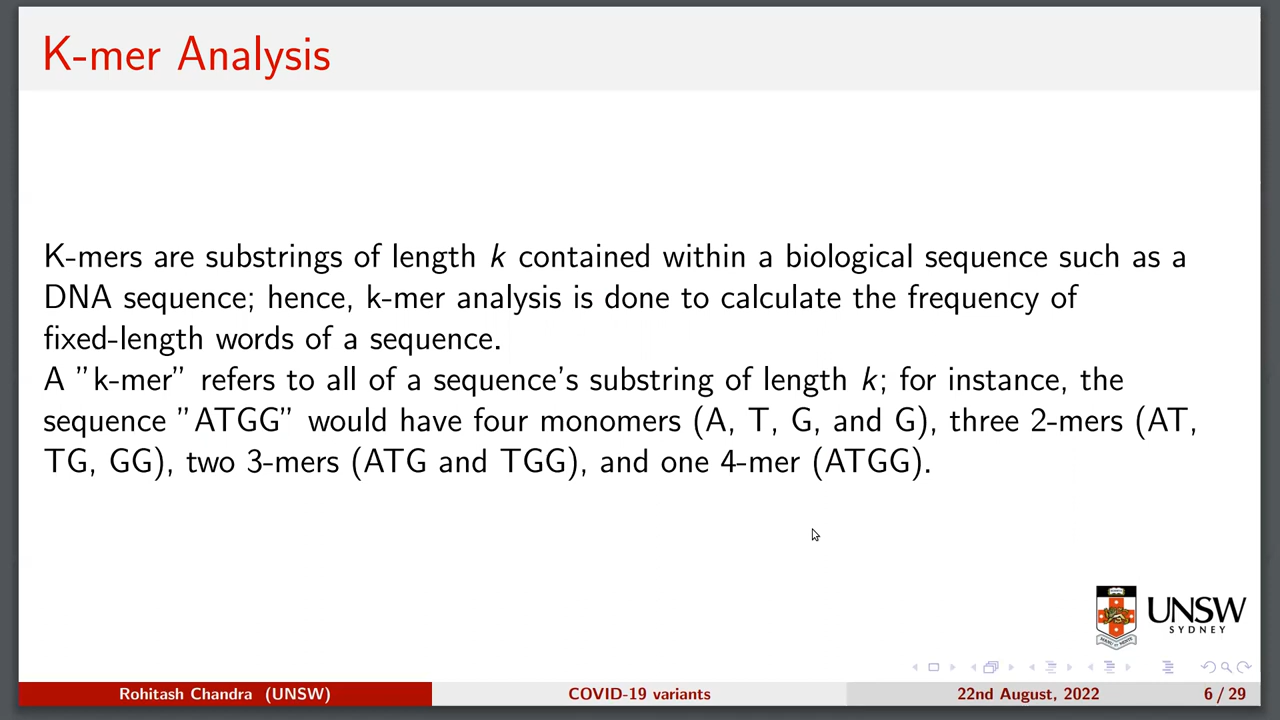 K-mer Analysis
K-mers are substrings of length k contained within a biological sequence such as a
DNA sequence; hence, k-mer analysis is done to calculate the frequency of
fixed-length words of a sequence.
A ”k-mer” refers to all of a sequence’s substring of length k; for instance, the
sequence ”ATGG” would have four monomers (A, T, G, and G), three 2-mers (AT,
TG, GG), two 3-mers (ATG and TGG), and one 4-mer (ATGG).
UNSW
SYDNEY
Rohitash Chandra (UNSW) COVID-19 variants 22nd August, 2022 6 / 29